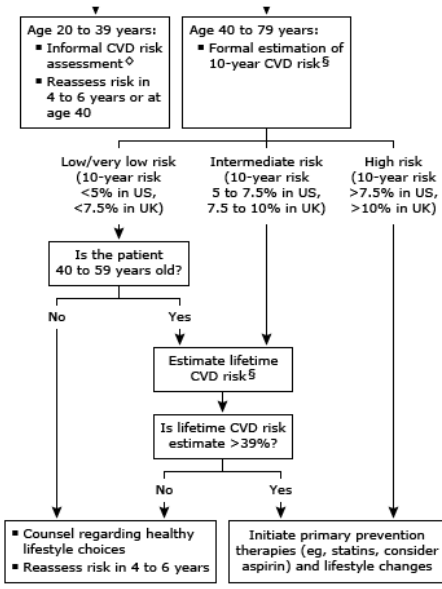 Age 20 to 39 years:
▪ Informal CVD risk
assessment◊
▪ Reassess risk in
4 to 6 years or at
age 40
Age 40 to 79 years:
▪ Formal estimation of
10-year CVD risk§
Low/very low risk
(10-year risk
<5% in US,
<7.5% in UK)
Intermediate risk
(10-year risk
5 to 7.5% in US,
7.5 to 10% in UK)
High risk
(10-year risk
>7.5% in US,
>10% in UK)
Is the patient
40 to 59 years old?
No
Yes
Estimate lifetime
CVD risk§
Is lifetime CVD risk
estimate >39%?
No
Yes
▪ Counsel regarding healthy
lifestyle choices
▪ Reassess risk in 4 to 6 years
Initiate primary prevention
therapies (eg, statins, consider
aspirin) and lifestyle changes